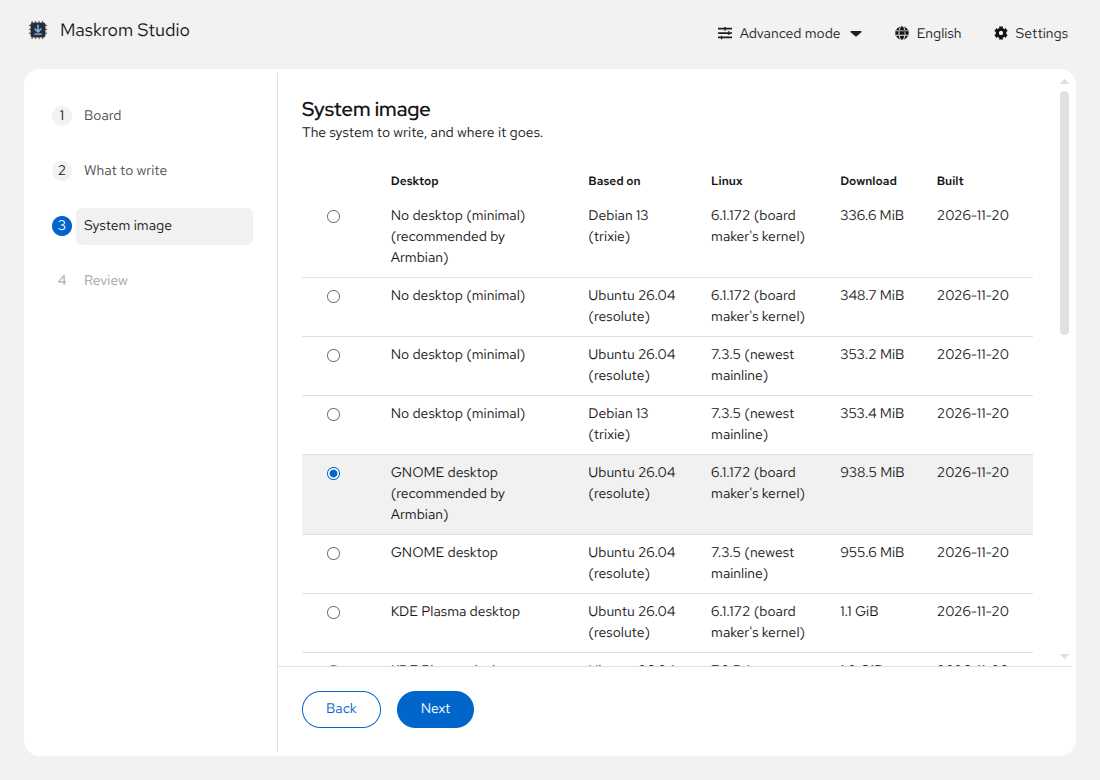 Maskrom Studio
Advanced mode
English
Settings
1 Board
2 What to write
3 System image
4 Review
System image
The system to write, and where it goes.
Desktop Based on Linux Download Built
No desktop (minimal) Debian 13 6.1.172 (board 336.6 MiB 2026-11-20
(recommended by (trixie) maker's kernel)
Armbian)
No desktop (minimal) Ubuntu 26.04 6.1.172 (board 348.7 MiB 2026-11-20
(resolute) maker's kernel)
No desktop (minimal) Ubuntu 26.04 7.3.5 (newest 353.2 MiB 2026-11-20
(resolute) mainline)
No desktop (minimal) Debian 13 7.3.5 (newest 353.4 MiB 2026-11-20
(trixie) mainline)
GNOME desktop Ubuntu 26.04 6.1.172 (board 938.5 MiB 2026-11-20
(recommended by (resolute) maker's kernel)
Armbian)
GNOME desktop Ubuntu 26.04 7.3.5 (newest 955.6 MiB 2026-11-20
(resolute) mainline)
KDE Plasma desktop Ubuntu 26.04 6.1.172 (board 1.1 GiB 2026-11-20
(resolute) maker's kernel)
Back
Next